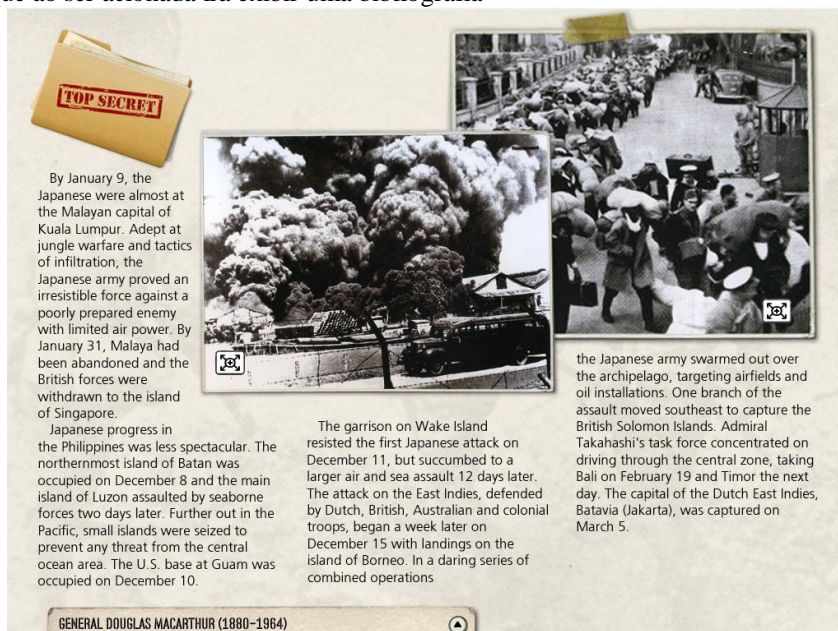 que ao ser acionada irá exibir uma bibliografia
TOP SECRET
By January 9, the
Japanese were almost at
the Malayan capital of
Kuala Lumpur. Adept at
jungle warfare and tactics
of infiltration, the
Japanese army proved an
irresistible force against a
poorly prepared enemy
with limited air power. By
January 31, Malaya had
been abandoned and the
British forces were
withdrawn to the island
of Singapore.
Japanese progress in
the Philippines was less spectacular. The
northernmost island of Batan was
occupied on December 8 and the main
island of Luzon assaulted by seaborne
forces two days later. Further out in the
Pacific, small islands were seized to
prevent any threat from the central
ocean area. The U.S. base at Guam was
occupied on December 10.
The garrison on Wake Island
resisted the first Japanese attack on
December 11, but succumbed to a
larger air and sea assault 12 days later.
The attack on the East Indies, defended
by Dutch, British, Australian and colonial
troops, began a week later on
December 15 with landings on the
island of Borneo. In a daring series of
combined operations
the Japanese army swarmed out over
the archipelago, targeting airfields and
oil installations. One branch of the
assault moved southeast to capture the
British Solomon Islands. Admiral
Takahashi's task force concentrated on
driving through the central zone, taking
Bali on February 19 and Timor the next
day. The capital of the Dutch East Indies,
Batavia (Jakarta), was captured on
March 5.
GENERAL DOUGLAS MACARTHUR (1880–1964)